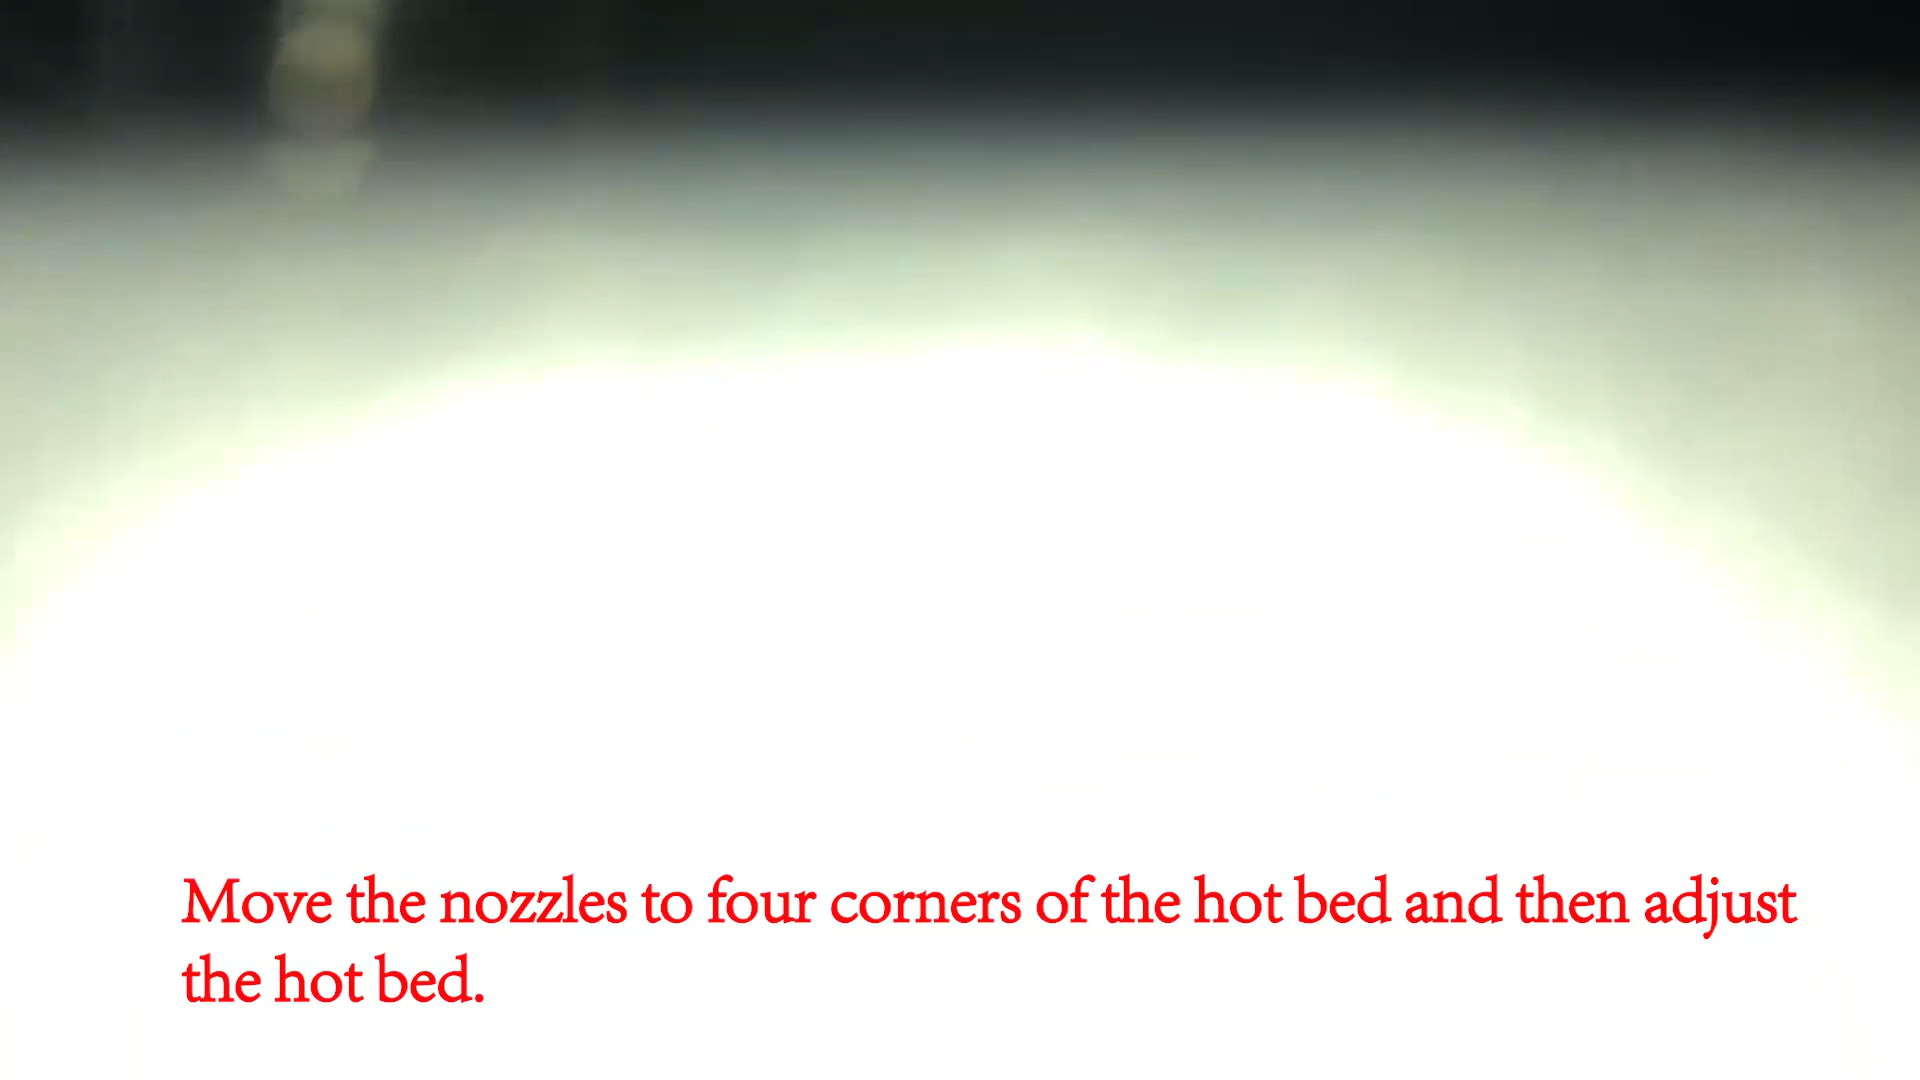 Move the nozzles to four corners of the hot bed and then adjust
the hot bed.